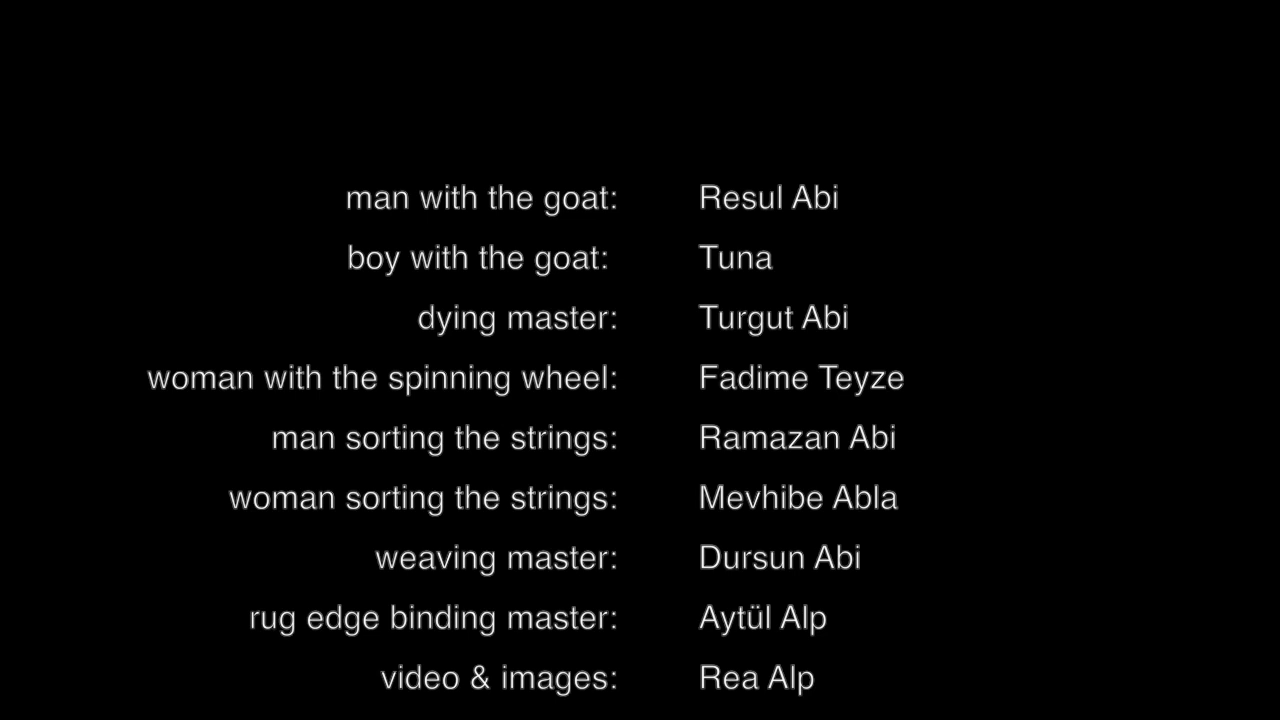 man with the goat: Resul Abi
boy with the goat: Tuna
dying master: Turgut Abi
woman with the spinning wheel: Fadime Teyze
man sorting the strings: Ramazan Abi
woman sorting the strings: Mevhibe Abla
weaving master: Dursun Abi
rug edge binding master: Aytül Alp
video & images: Rea Alp